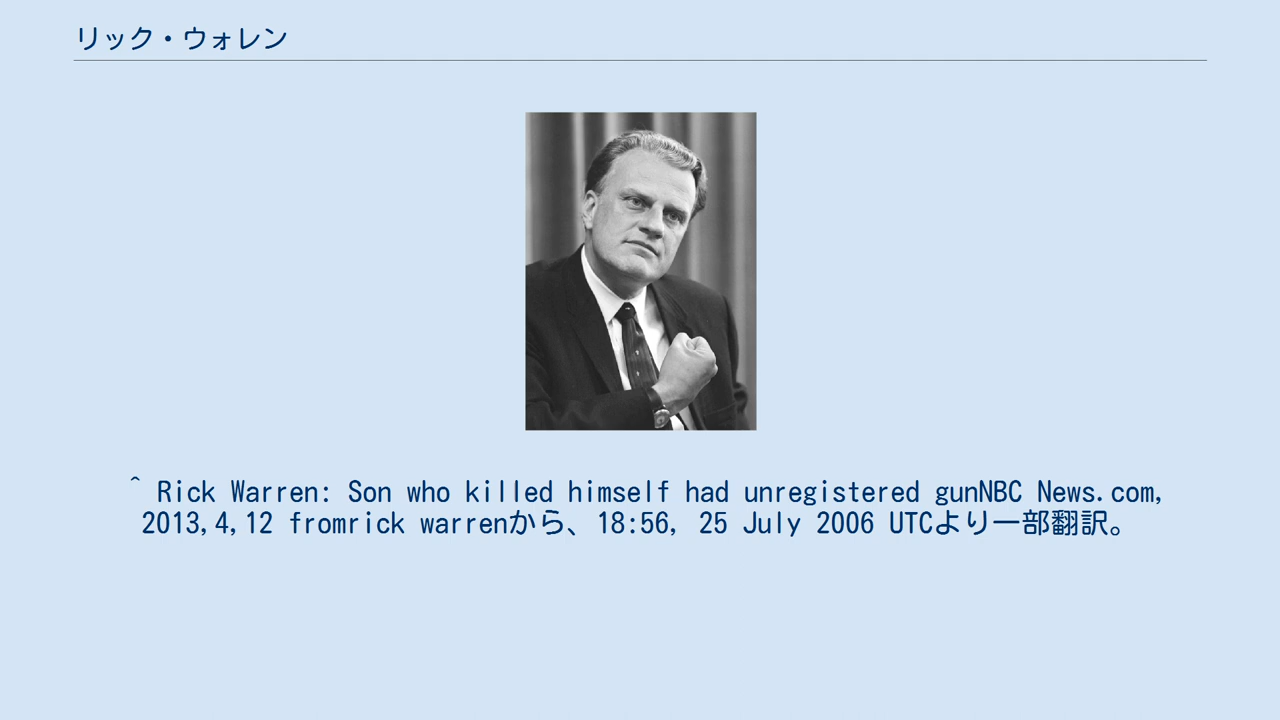 リック・ウォレン
^ Rick Warren: Son who killed himself had unregistered gunNBC News.com,
2013,4,12 fromrick warrenから、18:56, 25 July 2006 UTCより一部翻訳。